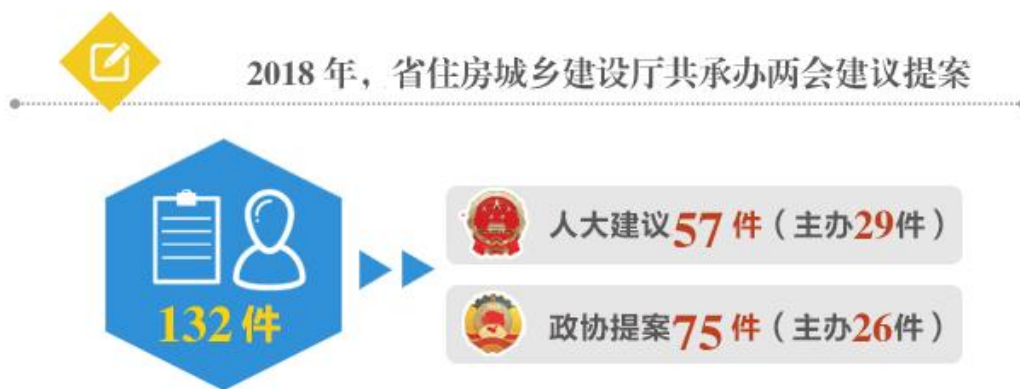 2018 年，省住房城乡建设厅共承办两会建议提案
132 件
人大建议57 件（主办29件）
政协提案75 件（主办26件）